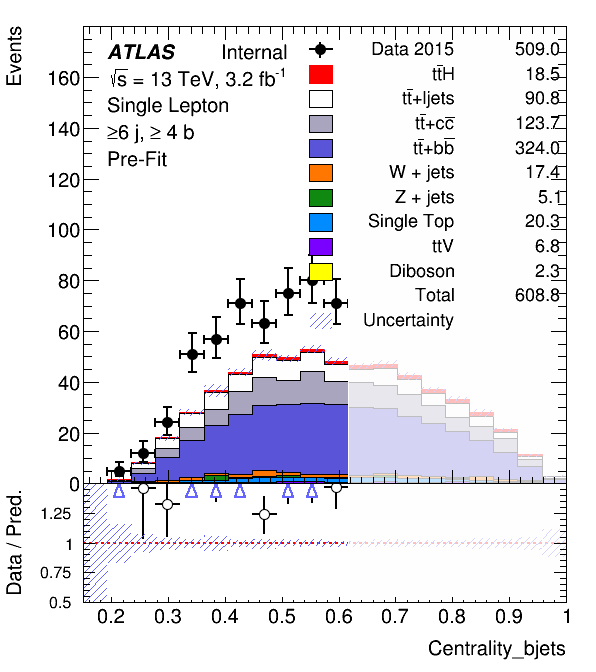 Events
ATLAS Internal
√s = 13 TeV, 3.2 fb⁻¹
Single Lepton
≥6 j, ≥ 4 b
Pre-Fit
Data 2015 509.0
tt̄H 18.5
tt̄+ljets 90.8
tt̄+cc̄ 123.7
tt̄+bb̄ 324.0
W + jets 17.4
Z + jets 5.1
Single Top 20.3
ttV 6.8
Diboson 2.3
Total 608.8
Uncertainty
160
140
120
100
80
60
40
20
0
Data / Pred.
1.25
1
0.75
0.5
0.2 0.3 0.4 0.5 0.6 0.7 0.8 0.9 1
Centrality_bjets